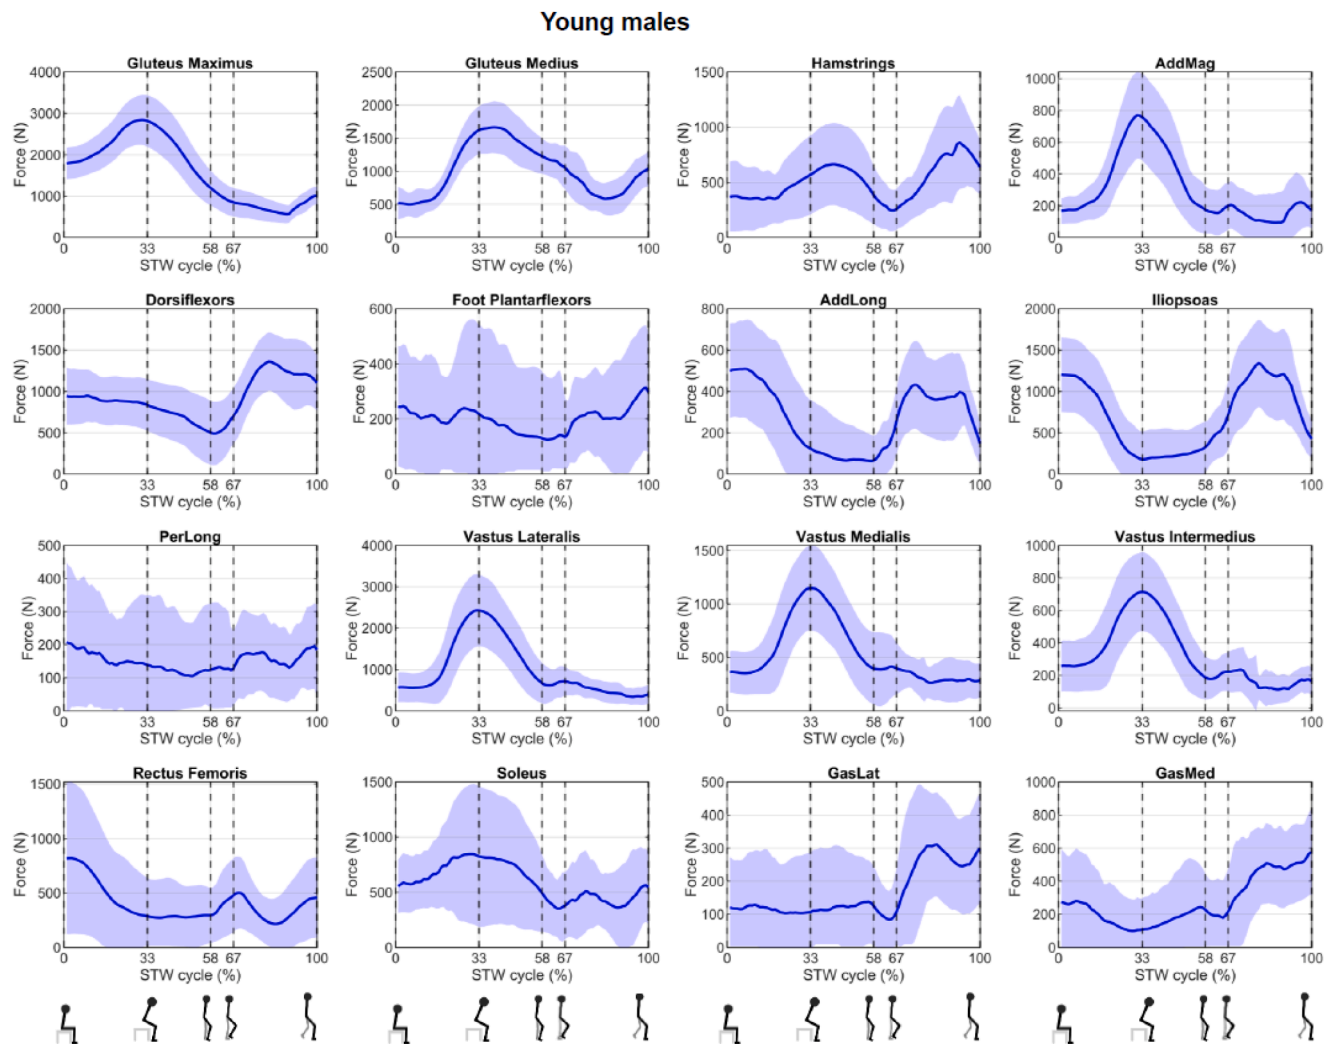 Young males
Gluteus Maximus
Force (N)
4000
3000
2000
1000
0
0 33 58 67 100
STW cycle (%)
Gluteus Medius
Force (N)
2500
2000
1500
1000
500
0
0 33 58 67 100
STW cycle (%)
Hamstrings
Force (N)
1500
1000
500
0
0 33 58 67 100
STW cycle (%)
AddMag
Force (N)
1000
800
600
400
200
0
0 33 58 67 100
STW cycle (%)
Dorsiflexors
Force (N)
2000
1500
1000
500
0
0 33 58 67 100
STW cycle (%)
Foot Plantarflexors
Force (N)
600
400
200
0
0 33 58 67 100
STW cycle (%)
AddLong
Force (N)
800
600
400
200
0
0 33 58 67 100
STW cycle (%)
Iliopsoas
Force (N)
2000
1500
1000
500
0
0 33 58 67 100
STW cycle (%)
PerLong
Force (N)
500
400
300
200
100
0
0 33 58 67 100
STW cycle (%)
Vastus Lateralis
Force (N)
4000
3000
2000
1000
0
0 33 58 67 100
STW cycle (%)
Vastus Medialis
Force (N)
1500
1000
500
0
0 33 58 67 100
STW cycle (%)
Vastus Intermedius
Force (N)
1000
800
600
400
200
0
0 33 58 67 100
STW cycle (%)
Rectus Femoris
Force (N)
1500
1000
500
0
0 33 58 67 100
STW cycle (%)
Soleus
Force (N)
1500
1000
500
0
0 33 58 67 100
STW cycle (%)
GasLat
Force (N)
500
400
300
200
100
0
0 33 58 67 100
STW cycle (%)
GasMed
Force (N)
1000
800
600
400
200
0
0 33 58 67 100
STW cycle (%)